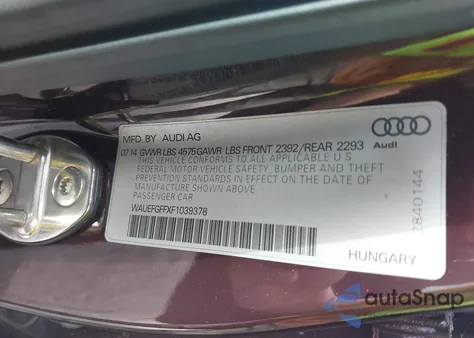 MFD. BY AUDI AG
07 14 GVWR LBS 4575 GAWR LBS FRONT 2392/REAR 2293
THIS VEHICLE CONFORMS TO ALL APPLICABLE U S
FEDERAL MOTOR VEHICLE SAFETY, BUMPER AND THEFT
PREVENTION STANDARDS IN EFFECT ON THE DATE OF
MANUFACTURE SHOWN ABOVE.
PASSENGER CAR
WAUEFGFFXF1039378
HUNGARY
Audi
2840144
autoSnap